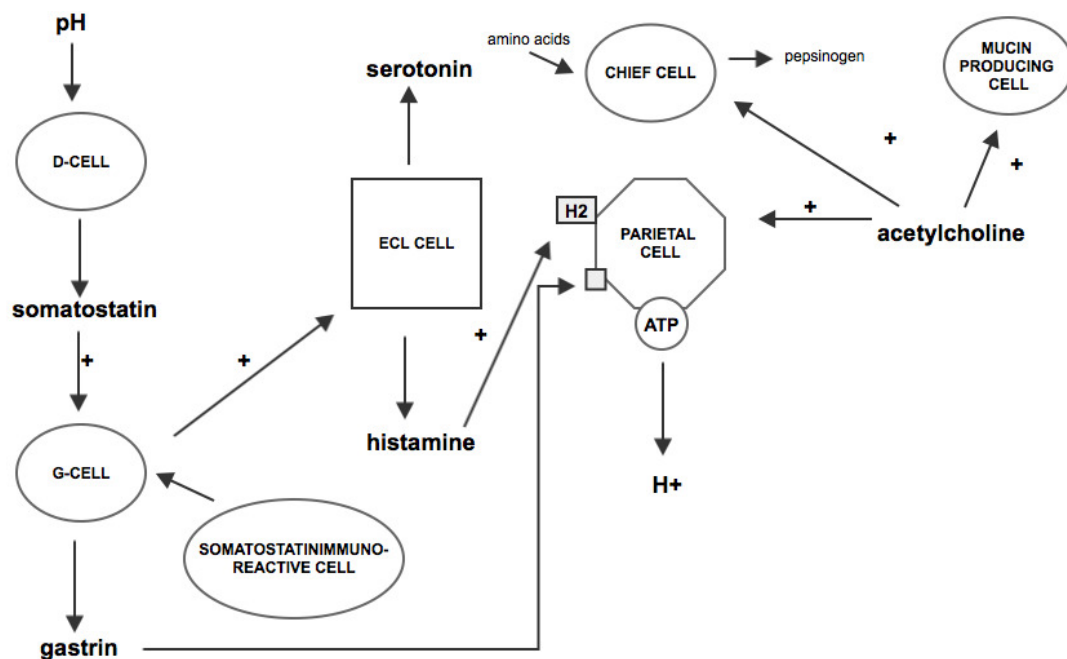 pH
amino acids
serotonin
CHIEF CELL
pepsinogen
MUCIN
PRODUCING
CELL
D-CELL
+
+
H2
+
ECL CELL
PARIETAL
CELL
acetylcholine
somatostatin
+
+
+
ATP
histamine
G-CELL
H+
SOMATOSTATINIMMUNO-
REACTIVE CELL
gastrin